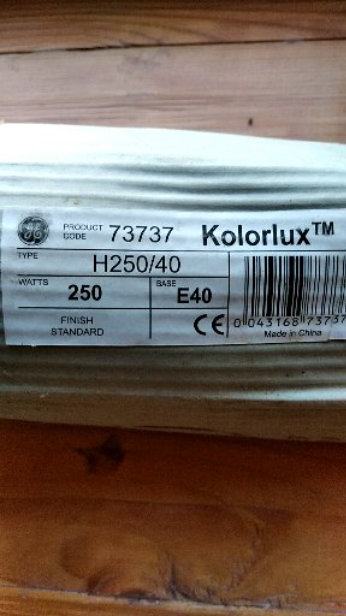 GE
PRODUCT CODE 73737 Kolorlux™
TYPE
H250/40
WATTS
250
BASE
E40
FINISH
STANDARD
CE
0 043168 73737
Made in China